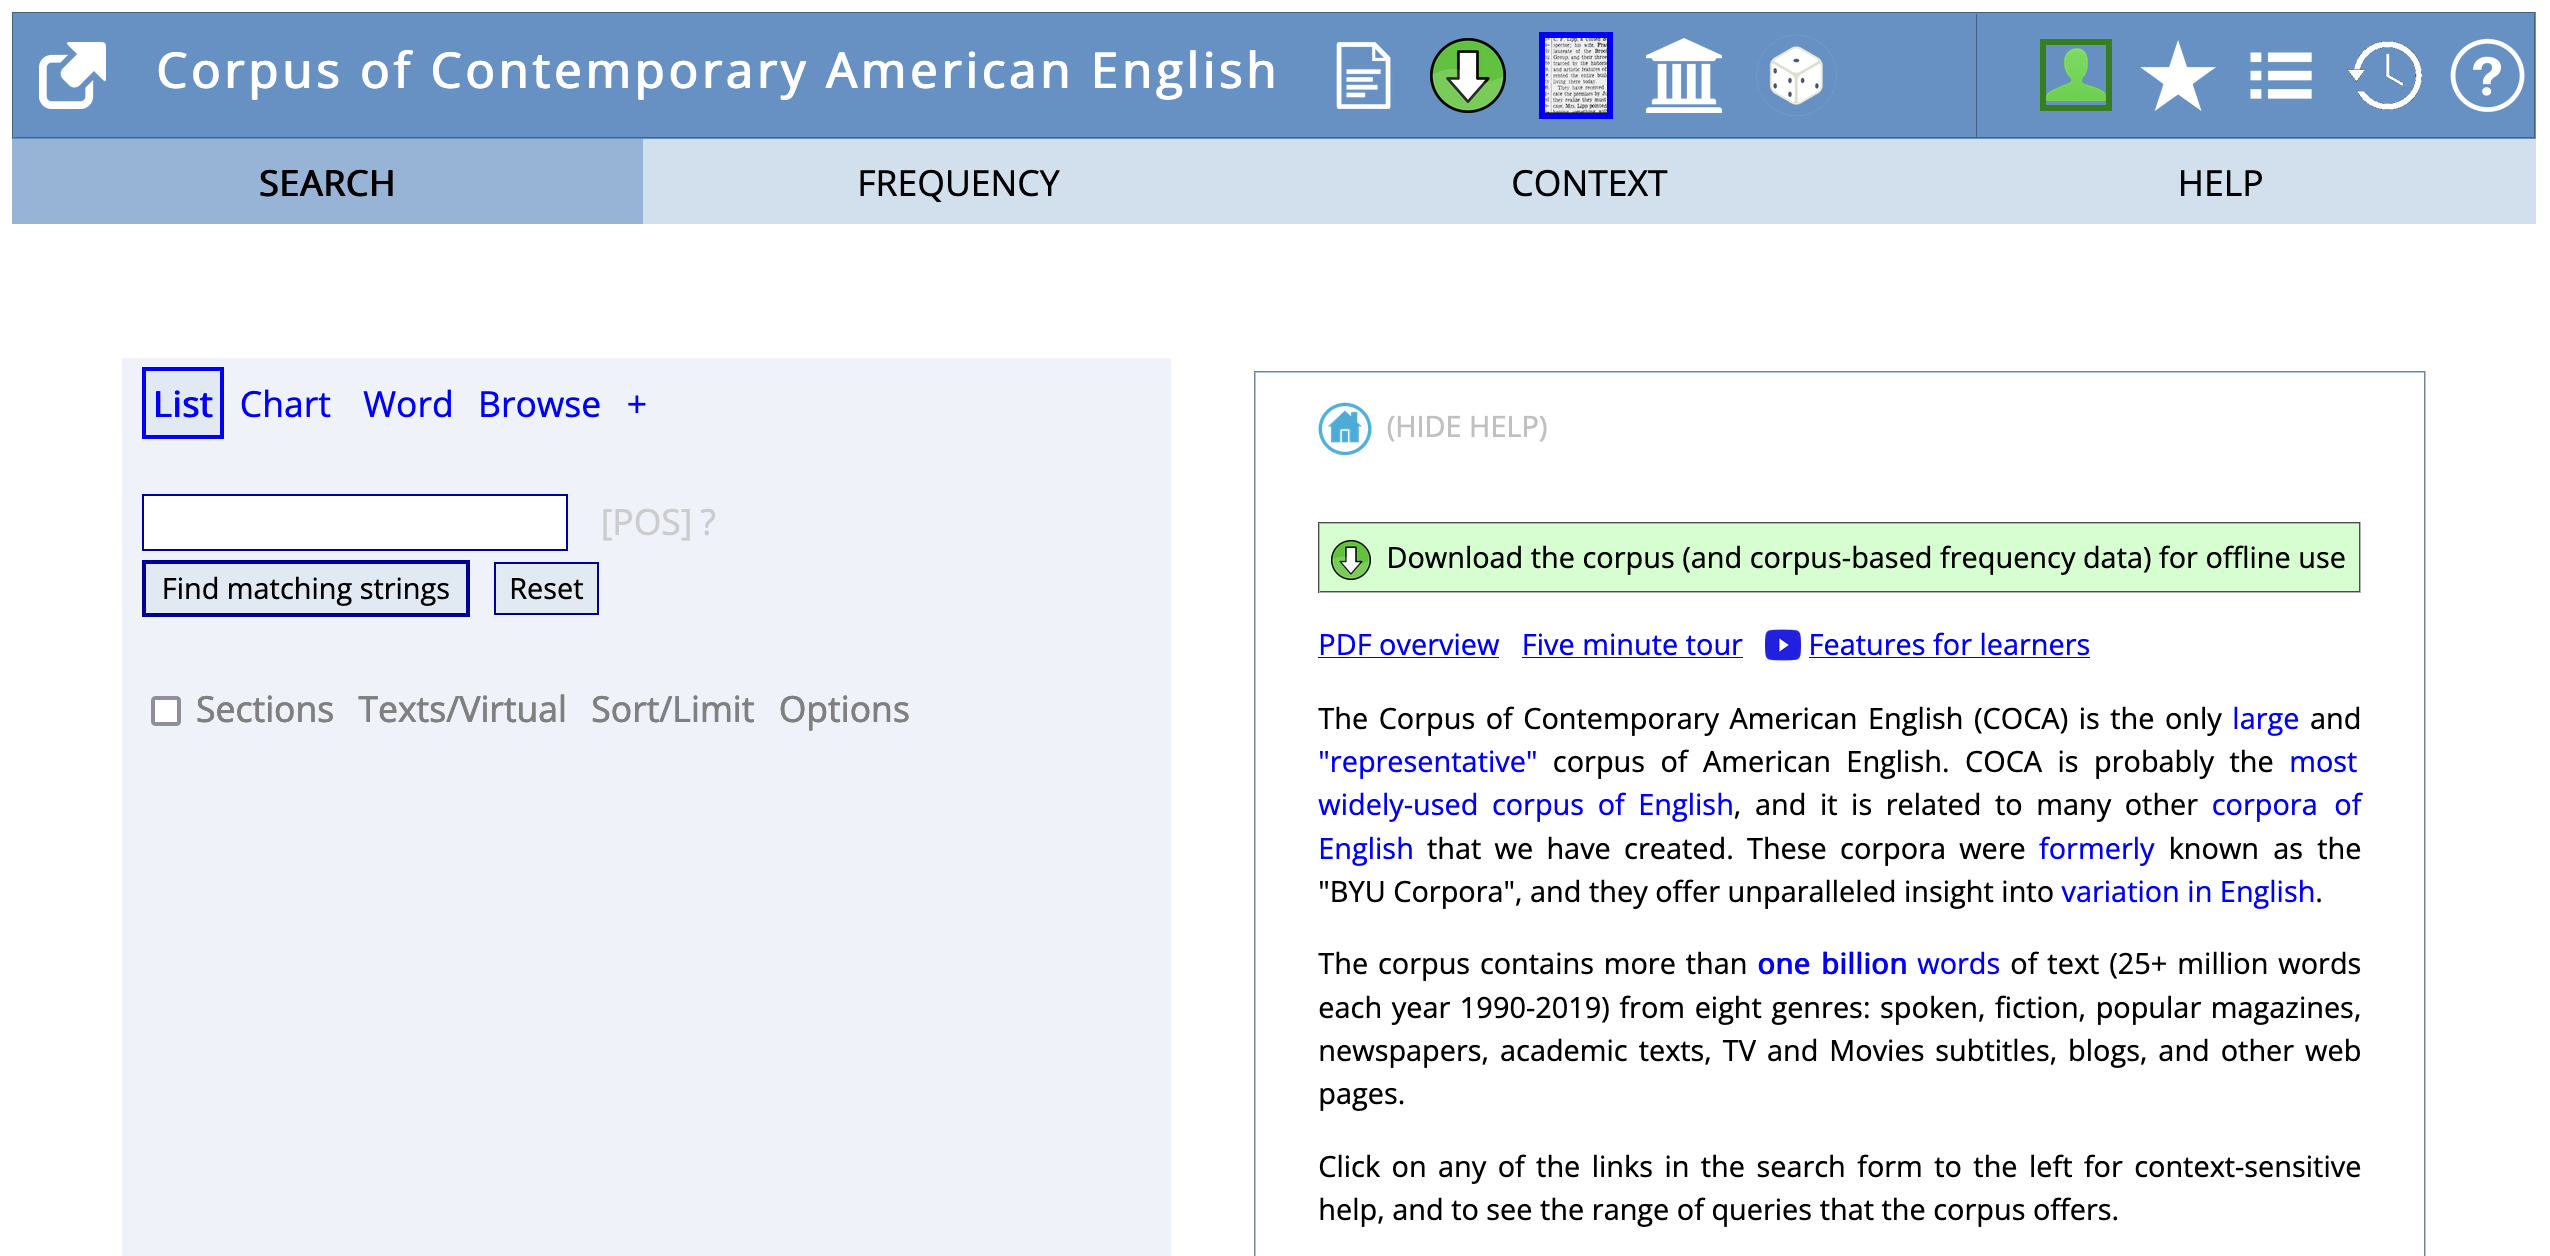 Corpus of Contemporary American English
SEARCH
FREQUENCY
CONTEXT
HELP
List Chart Word Browse +
[POS] ?
Find matching strings
Reset
Sections Texts/Virtual Sort/Limit Options
(HIDE HELP)
Download the corpus (and corpus-based frequency data) for offline use
PDF overview Five minute tour Features for learners
The Corpus of Contemporary American English (COCA) is the only large and
"representative" corpus of American English. COCA is probably the most
widely-used corpus of English, and it is related to many other corpora of
English that we have created. These corpora were formerly known as the
"BYU Corpora", and they offer unparalleled insight into variation in English.
The corpus contains more than one billion words of text (25+ million words
each year 1990-2019) from eight genres: spoken, fiction, popular magazines,
newspapers, academic texts, TV and Movies subtitles, blogs, and other web
pages.
Click on any of the links in the search form to the left for context-sensitive
help, and to see the range of queries that the corpus offers.